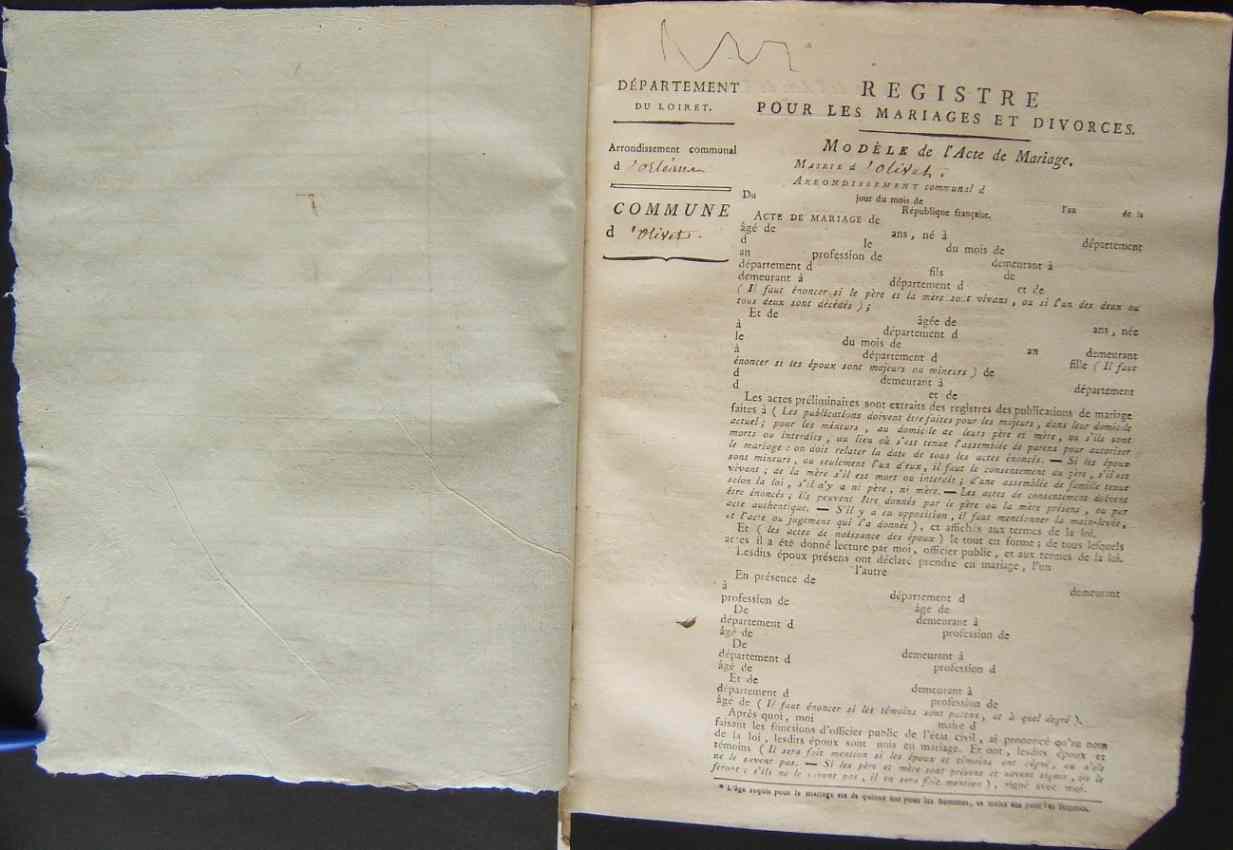 DÉPARTEMENT
DU LOIRET.
Arrondissement communal
d'orléans
COMMUNE
d'olivet.
REGISTRE
POUR LES MARIAGES ET DIVORCES.
MODÈLE de l'Acte de Mariage.
MAIRIE d'olivet
ARRONDISSEMENT communal d
Du jour du mois de l'an de la
République française.
ACTE DE MARIAGE de
âgé de ans, né à département
d le du mois de
an profession de demeurant à
département d fils de
demeurant à département d et de
( Il faut énoncer si le père et la mère sont vivans, ou si l'un des deux ou
tous deux sont décédés ) ;
Et de âgée de ans, née
à département d
le du mois de an demeurant
à département d fille ( Il faut
énoncer si les époux sont majeurs ou mineurs ) de
d demeurant à département
d et de
Les actes préliminaires sont extraits des registres des publications de mariage
faites à ( Les publications doivent être faites pour les majeurs, dans leur domicile
actuel ; pour les mineurs, au domicile de leurs père et mère, ou s'ils sont
morts ou interdits, au lieu où s'est tenue l'assemblée de parens pour autoriser
le mariage : on doit relater la date de tous les actes énoncés. — Si les époux
sont mineurs, ou seulement l'un d'eux, il faut le consentement du père, s'il est
vivant ; de la mère s'il est mort ou interdit ; d'une assemblée de famille tenue
selon la loi, s'il n'y a ni père, ni mère. — Les actes de consentement doivent
être énoncés ; ils peuvent être donnés par le père ou la mère présens, ou par
acte authentique. — S'il y a eu opposition, il faut mentionner la main-levée,
et l'acte ou jugement qui l'a donnée ), et affichés aux termes de la loi.
Et ( les actes de naissance des époux ) le tout en forme ; de tous lesquels
actes il a été donné lecture par moi, officier public, et aux termes de la loi.
Lesdits époux présens ont déclaré prendre en mariage, l'un
l'autre
En présence de demeurant
à département d
profession de âge de
De demeurant à
département d profession de
âgé de
De demeurant à
département d profession d
âgé de
Et de demeurant à
département d profession de
âge de ( Il faut énoncer si les témoins sont parens, et à quel degré ).
Après quoi, moi maire d
faisant les fonctions d'officier public de l'état civil, ai prononcé qu'au nom
de la loi, lesdits époux sont unis en mariage. Et ont, lesdits époux et
témoins ( Il sera fait mention si les époux et témoins ont signé, ou s'ils
ne le savent pas. — Si les père et mère sont présens et savent signer, ils le
feront ; s'ils ne le savent pas, il en sera fait mention ), signé avec moi.
* L'âge requis pour le mariage est de quinze ans pour les hommes, et treize ans pour les femmes.